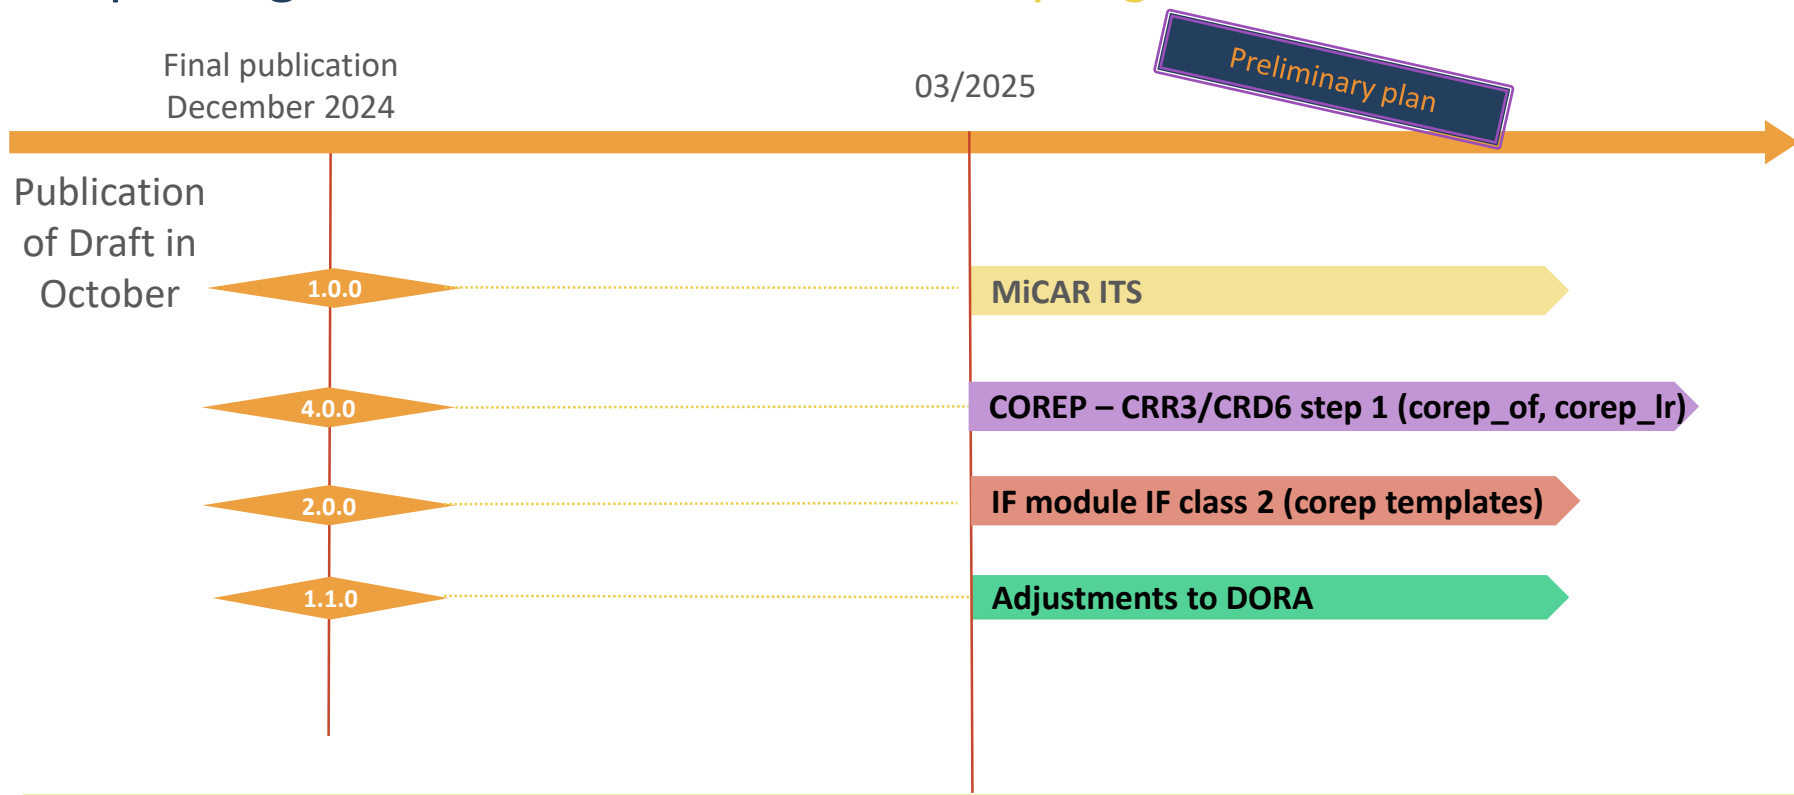 Final publication
December 2024
03/2025
Preliminary plan
Publication
of Draft in
October
1.0.0
MiCAR ITS
4.0.0
COREP – CRR3/CRD6 step 1 (corep_of, corep_lr)
2.0.0
IF module IF class 2 (corep templates)
1.1.0
Adjustments to DORA